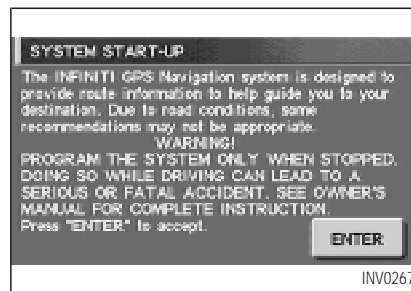 SYSTEM START-UP
The INFINITI GPS Navigation system is designed to
provide route information to help guide you to your
destination. Due to road conditions, some
recommendations may not be appropriate.
WARNING!
PROGRAM THE SYSTEM ONLY WHEN STOPPED.
DOING SO WHILE DRIVING CAN LEAD TO A
SERIOUS OR FATAL ACCIDENT. SEE OWNER'S
MANUAL FOR COMPLETE INSTRUCTION.
Press "ENTER" to accept.
ENTER
INV0267